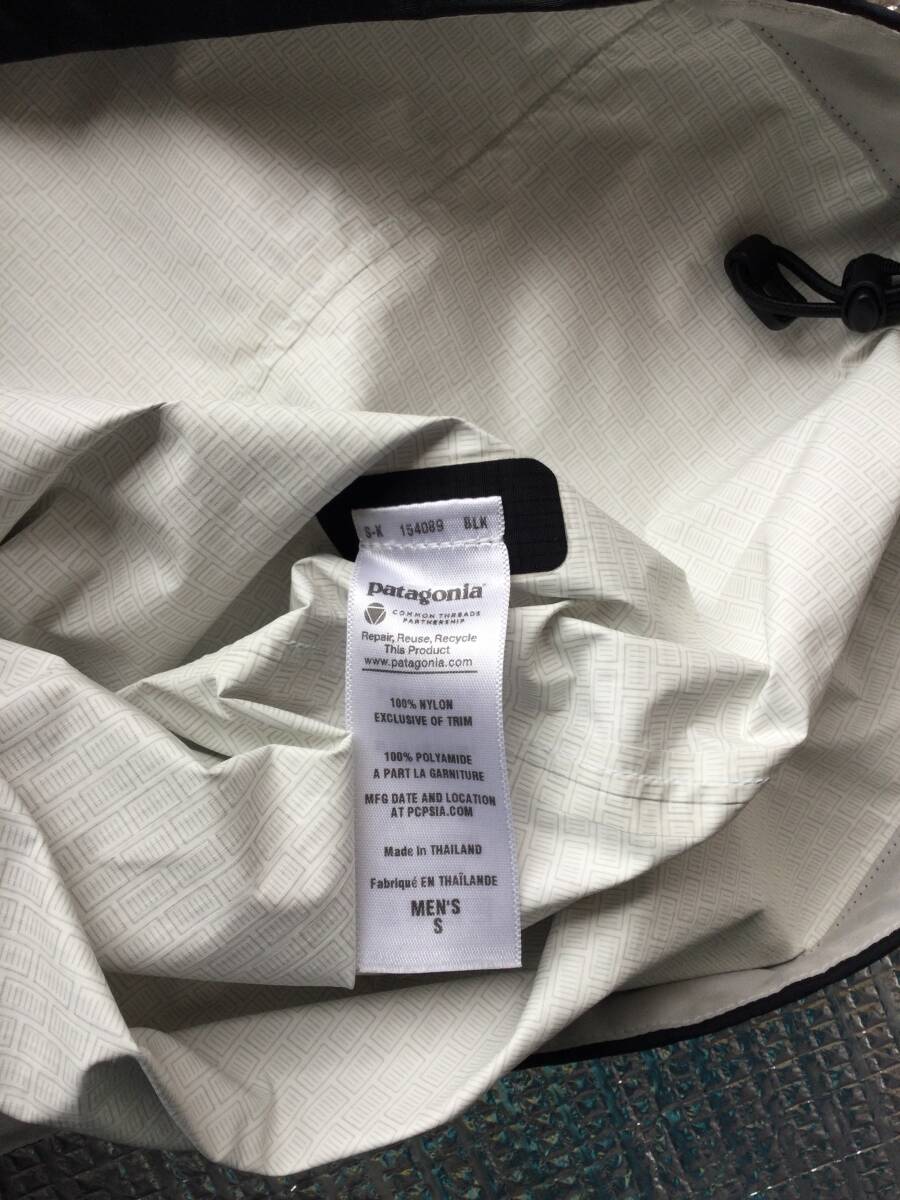 S-K 154089 BLK
patagonia
COMMON THREADS
PARTNERSHIP
Repair, Reuse, Recycle
This Product
www.patagonia.com
100% NYLON
EXCLUSIVE OF TRIM
100% POLYAMIDE
A PART LA GARNITURE
MFG DATE AND LOCATION
AT PCPSIA.COM
Made in THAILAND
Fabriqué EN THAÏLANDE
MEN'S
S